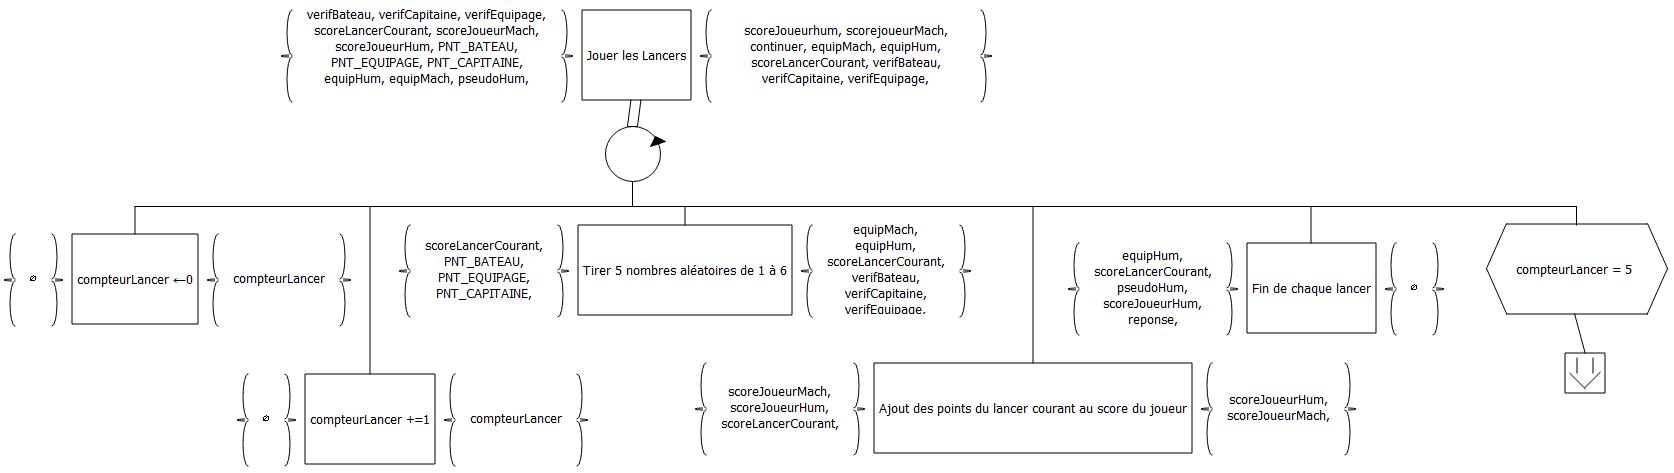 verifBateau, verifCapitaine, verifEquipage,
scoreLancerCourant, scoreJoueurMach,
scoreJoueurHum, PNT_BATEAU,
PNT_EQUIPAGE, PNT_CAPITAINE,
equipHum, equipMach, pseudoHum,
Jouer les Lancers
scoreJoueurhum, scorejoueurMach,
continuer, equipMach, equipHum,
scoreLancerCourant, verifBateau,
verifCapitaine, verifEquipage,
ø
compteurLancer ←0
compteurLancer
scoreLancerCourant,
PNT_BATEAU,
PNT_EQUIPAGE,
PNT_CAPITAINE,
Tirer 5 nombres aléatoires de 1 à 6
equipMach,
equipHum,
scoreLancerCourant,
verifBateau,
verifCapitaine,
verifEquipage,
equipHum,
scoreLancerCourant,
pseudoHum,
scoreJoueurHum,
reponse,
Fin de chaque lancer
ø
compteurLancer = 5
ø
compteurLancer +=1
compteurLancer
scoreJoueurMach,
scoreJoueurHum,
scoreLancerCourant,
Ajout des points du lancer courant au score du joueur
scoreJoueurHum,
scoreJoueurMach,